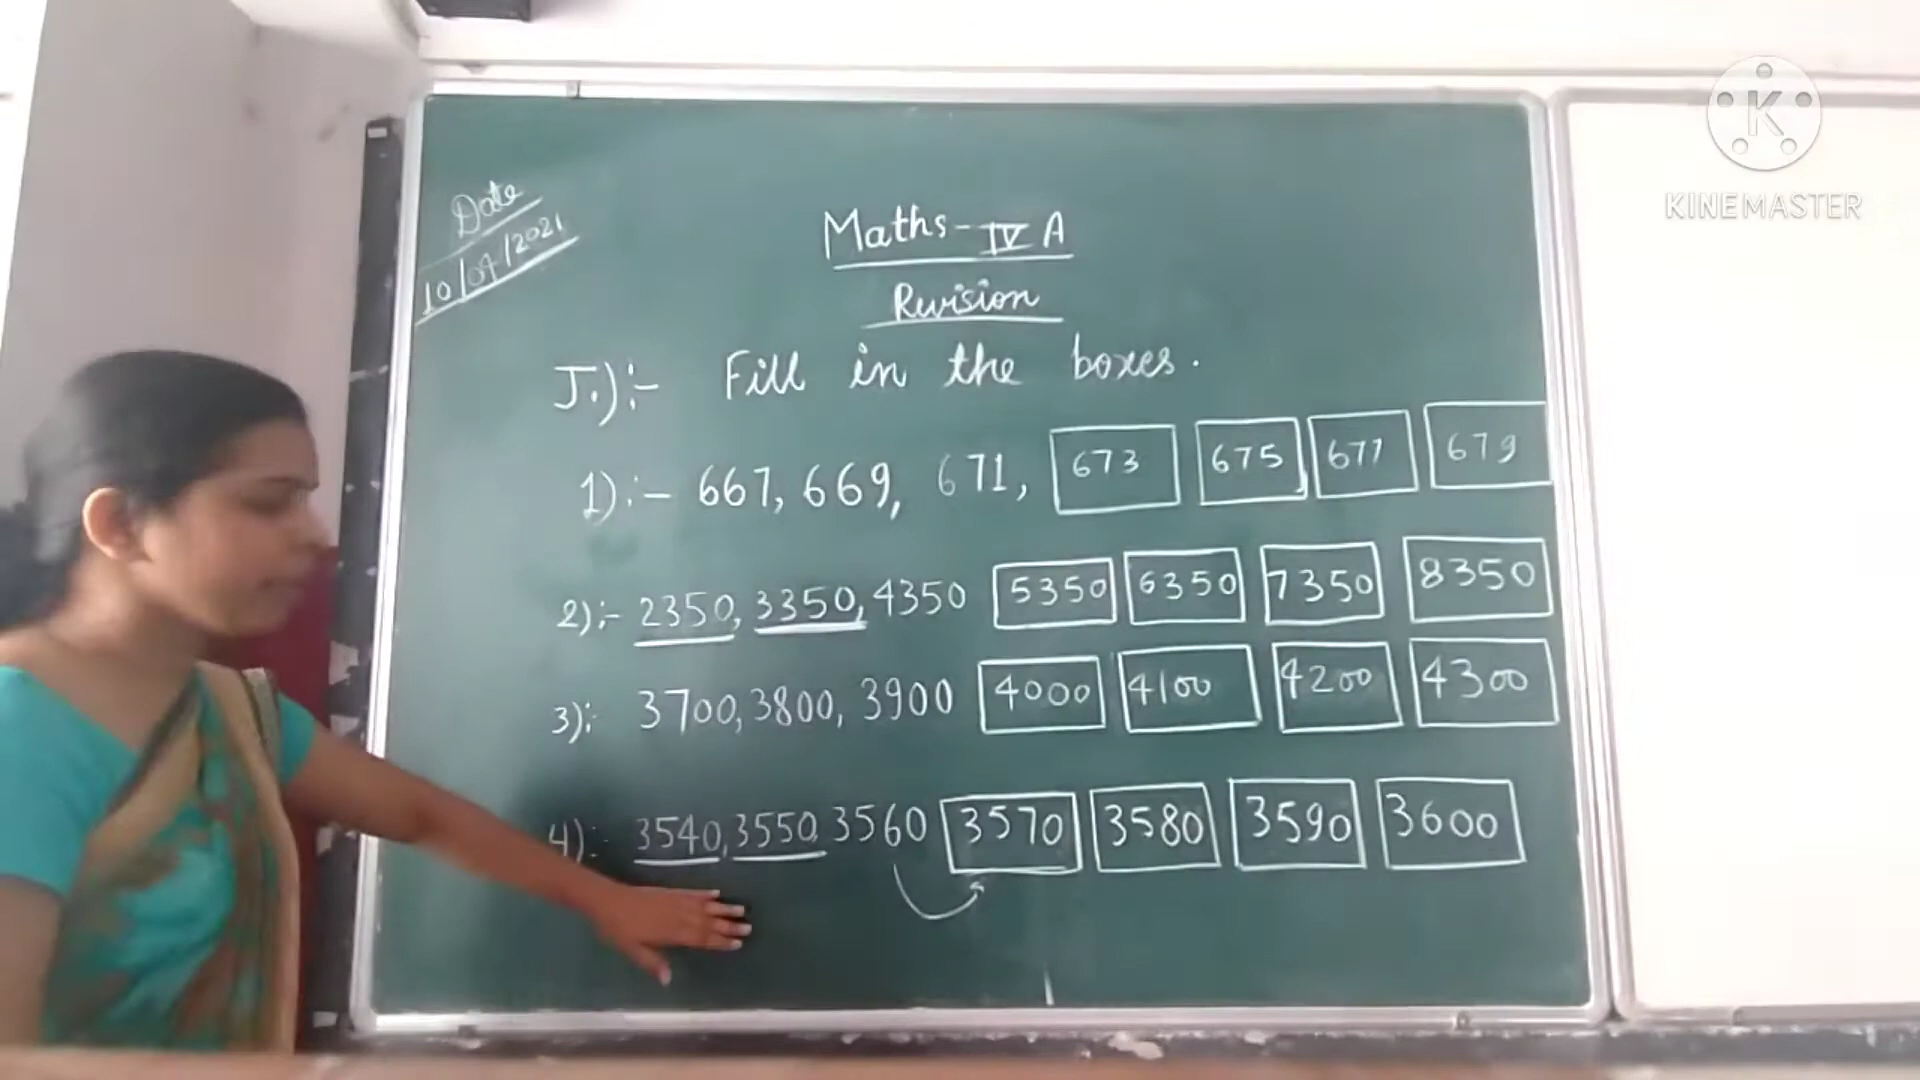 Date
10/04/2021
Maths - IV A
Revision
J.):- Fill in the boxes.
1):- 667, 669, 671, 673 675 677 679
2):- 2350, 3350, 4350 5350 6350 7350 8350
3):- 3700, 3800, 3900 4000 4100 4200 4300
4):- 3540, 3550, 3560 3570 3580 3590 3600
K
KINEMASTER